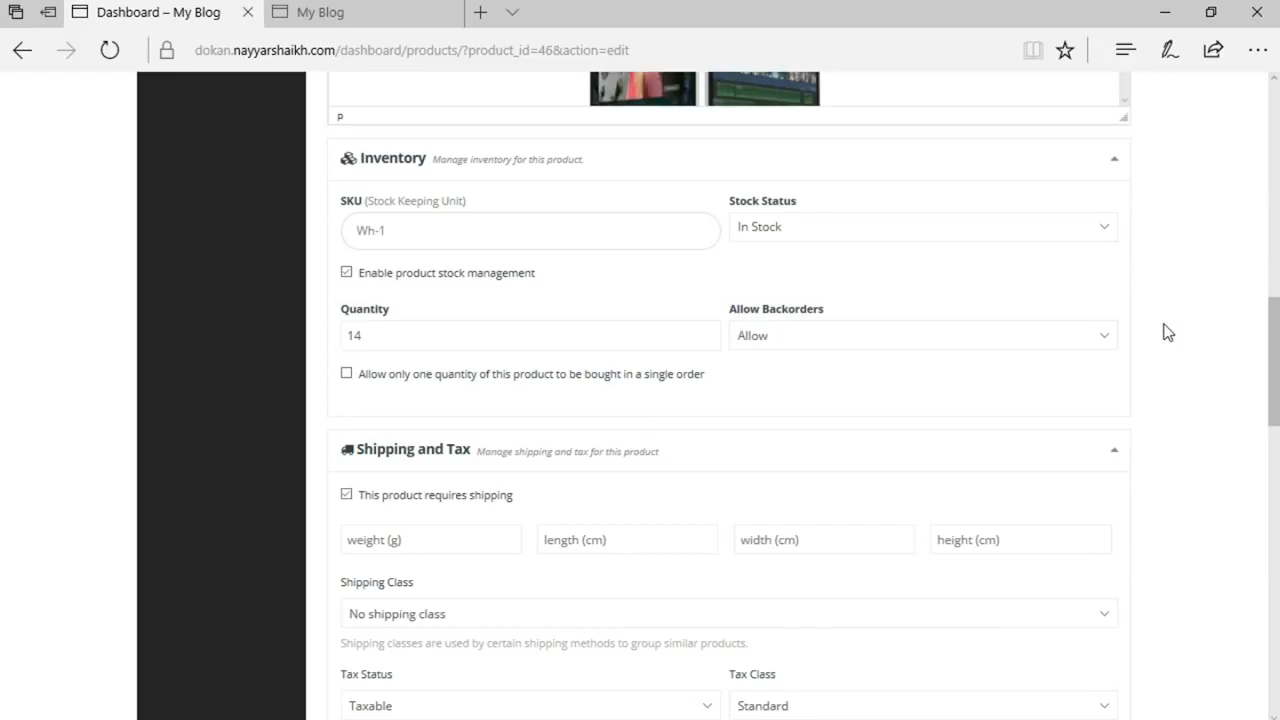 Dashboard – My Blog
My Blog
dokan.nayyarshaikh.com/dashboard/products/?product_id=46&action=edit
P
Inventory Manage inventory for this product.
SKU (Stock Keeping Unit)
Stock Status
Wh-1
In Stock
Enable product stock management
Quantity
Allow Backorders
14
Allow
Allow only one quantity of this product to be bought in a single order
Shipping and Tax Manage shipping and tax for this product
This product requires shipping
weight (g) length (cm) width (cm) height (cm)
Shipping Class
No shipping class
Shipping classes are used by certain shipping methods to group similar products.
Tax Status
Tax Class
Taxable
Standard